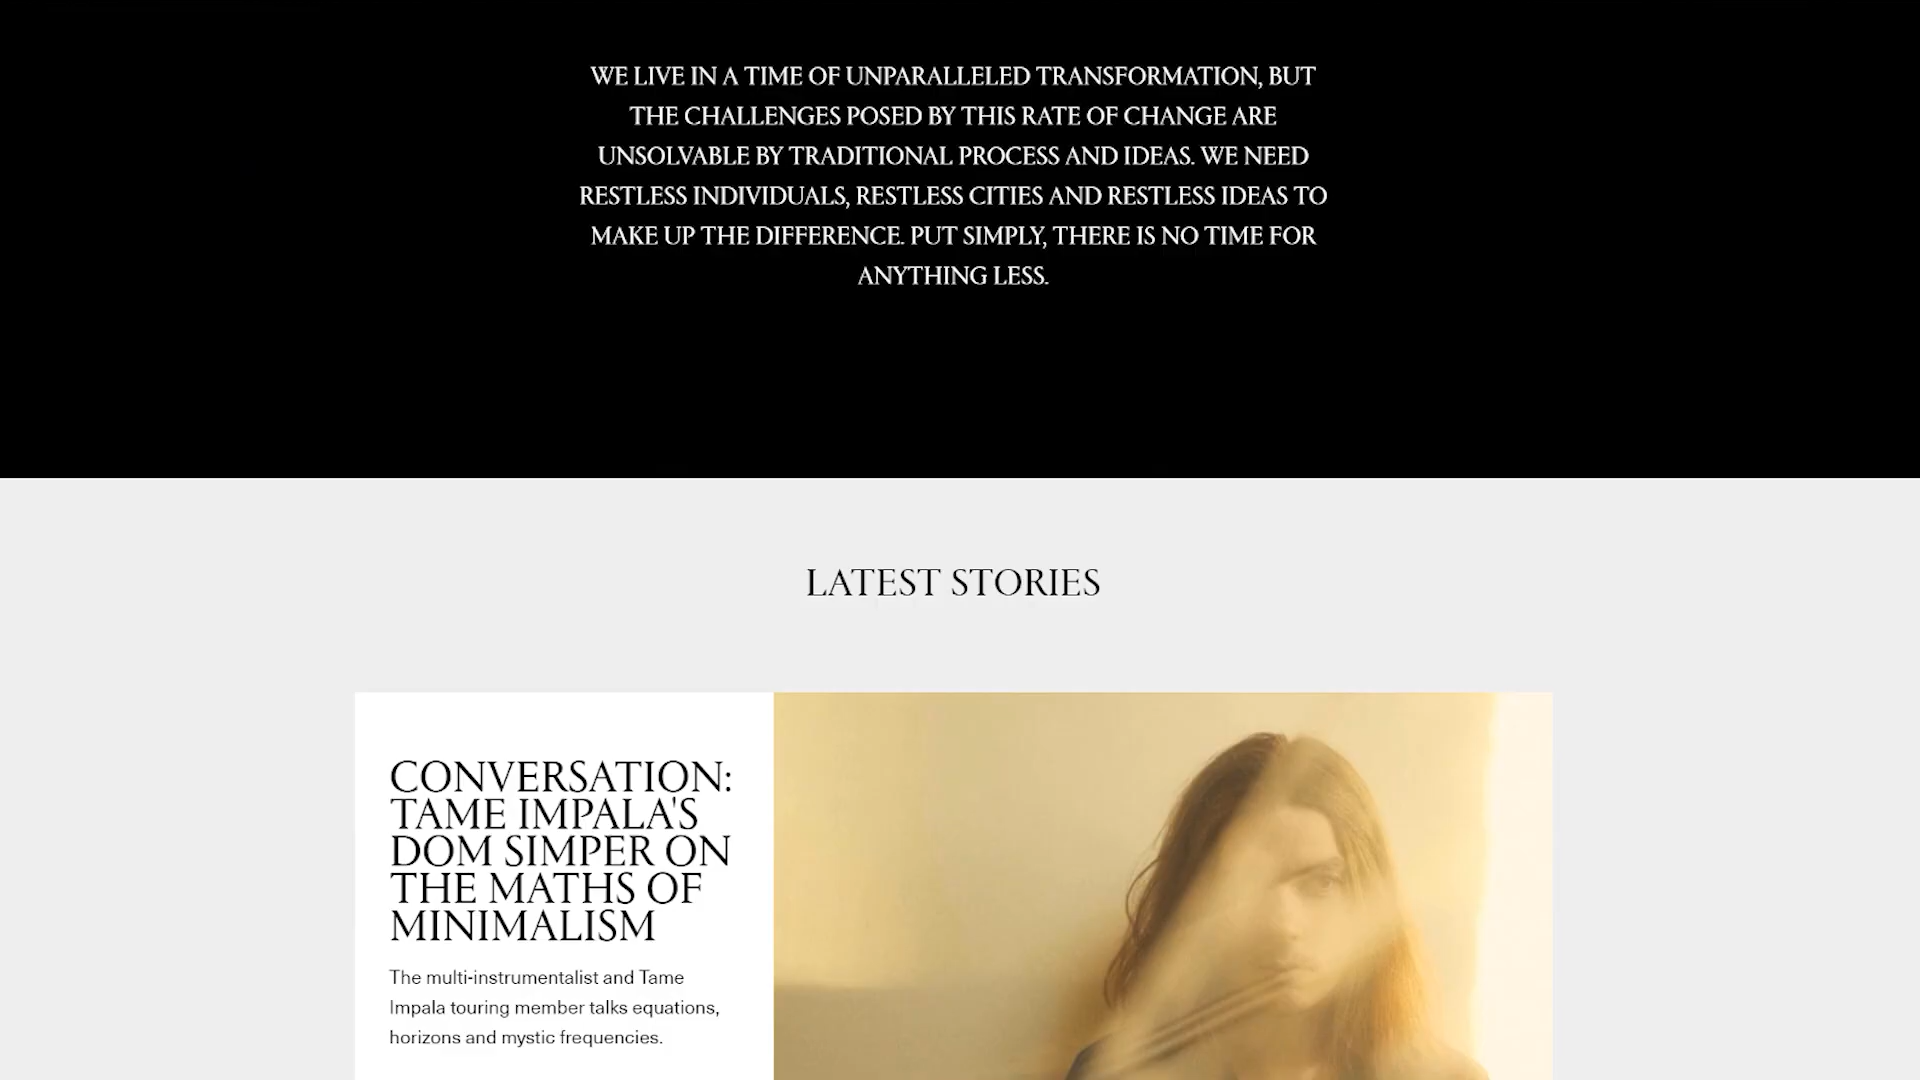 WE LIVE IN A TIME OF UNPARALLELED TRANSFORMATION, BUT
THE CHALLENGES POSED BY THIS RATE OF CHANGE ARE
UNSOLVABLE BY TRADITIONAL PROCESS AND IDEAS. WE NEED
RESTLESS INDIVIDUALS, RESTLESS CITIES AND RESTLESS IDEAS TO
MAKE UP THE DIFFERENCE. PUT SIMPLY, THERE IS NO TIME FOR
ANYTHING LESS.
LATEST STORIES
CONVERSATION:
TAME IMPALA'S
DOM SIMPER ON
THE MATHS OF
MINIMALISM
The multi-instrumentalist and Tame
Impala touring member talks equations,
horizons and mystic frequencies.